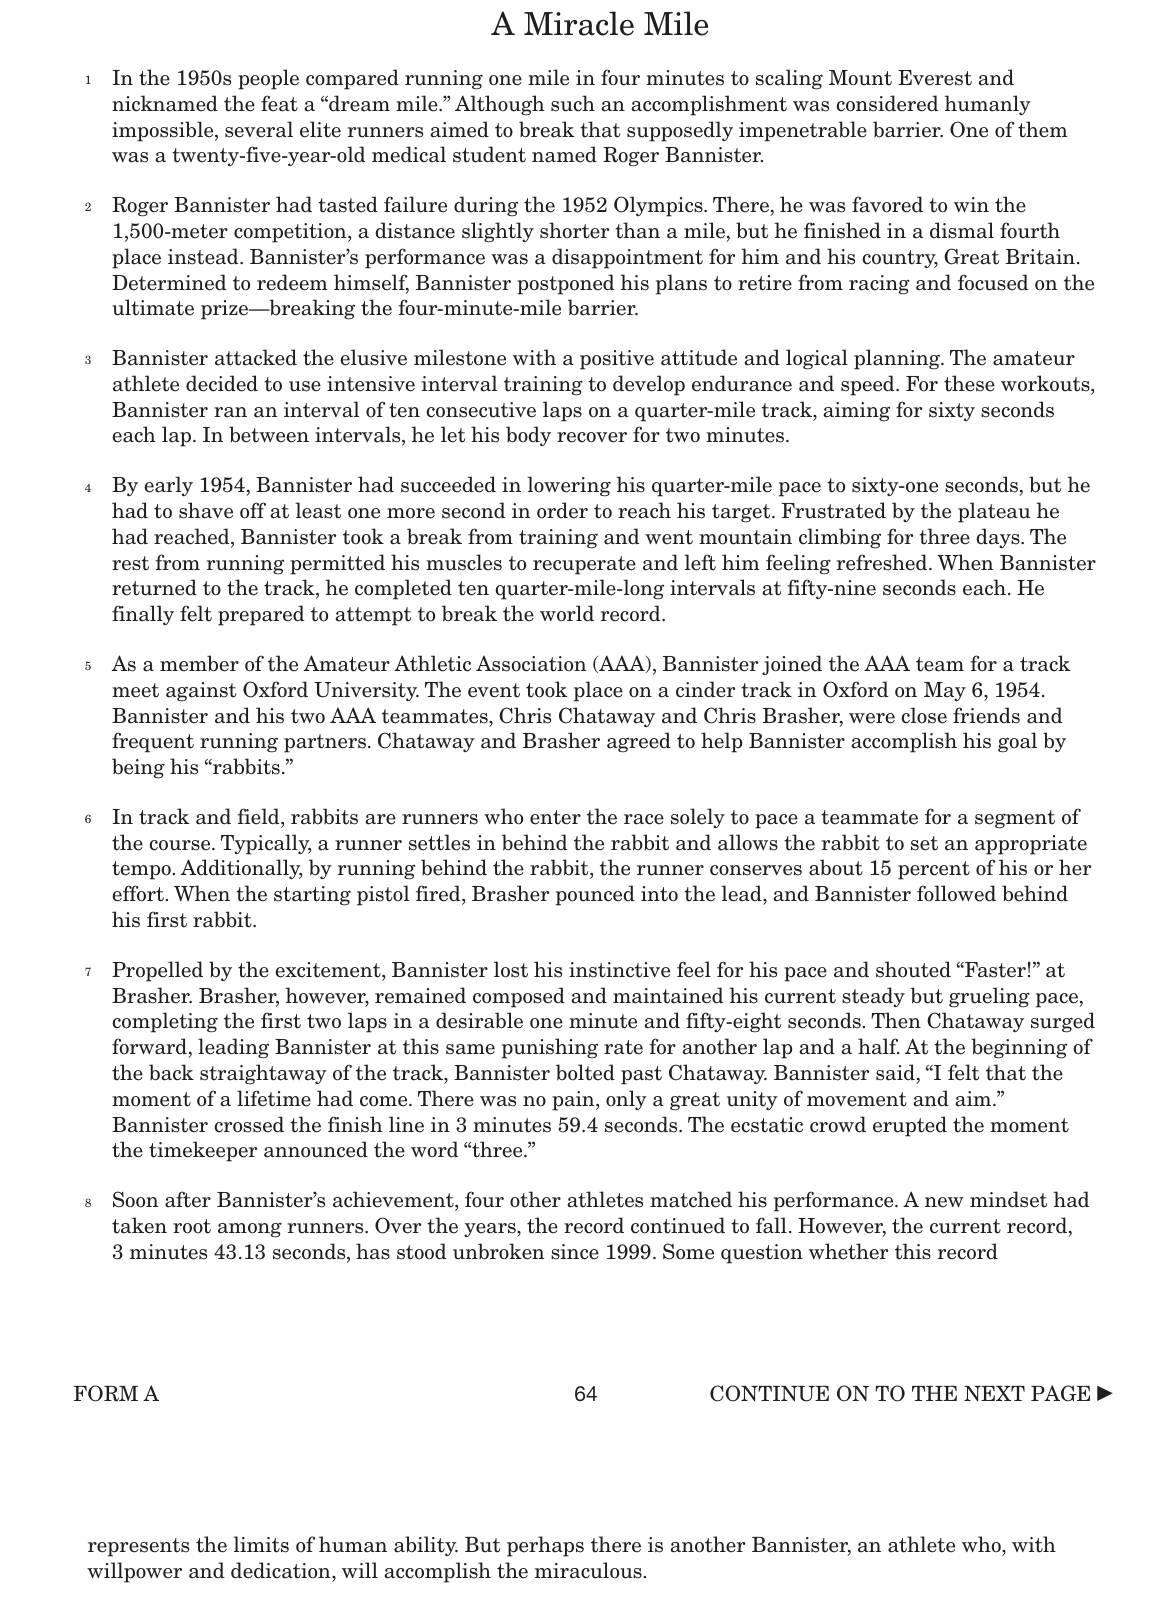 A Miracle Mile
1 In the 1950s people compared running one mile in four minutes to scaling Mount Everest and
nicknamed the feat a “dream mile.” Although such an accomplishment was considered humanly
impossible, several elite runners aimed to break that supposedly impenetrable barrier. One of them
was a twenty-five-year-old medical student named Roger Bannister.
2 Roger Bannister had tasted failure during the 1952 Olympics. There, he was favored to win the
1,500-meter competition, a distance slightly shorter than a mile, but he finished in a dismal fourth
place instead. Bannister’s performance was a disappointment for him and his country, Great Britain.
Determined to redeem himself, Bannister postponed his plans to retire from racing and focused on the
ultimate prize—breaking the four-minute-mile barrier.
3 Bannister attacked the elusive milestone with a positive attitude and logical planning. The amateur
athlete decided to use intensive interval training to develop endurance and speed. For these workouts,
Bannister ran an interval of ten consecutive laps on a quarter-mile track, aiming for sixty seconds
each lap. In between intervals, he let his body recover for two minutes.
4 By early 1954, Bannister had succeeded in lowering his quarter-mile pace to sixty-one seconds, but he
had to shave off at least one more second in order to reach his target. Frustrated by the plateau he
had reached, Bannister took a break from training and went mountain climbing for three days. The
rest from running permitted his muscles to recuperate and left him feeling refreshed. When Bannister
returned to the track, he completed ten quarter-mile-long intervals at fifty-nine seconds each. He
finally felt prepared to attempt to break the world record.
5 As a member of the Amateur Athletic Association (AAA), Bannister joined the AAA team for a track
meet against Oxford University. The event took place on a cinder track in Oxford on May 6, 1954.
Bannister and his two AAA teammates, Chris Chataway and Chris Brasher, were close friends and
frequent running partners. Chataway and Brasher agreed to help Bannister accomplish his goal by
being his “rabbits.”
6 In track and field, rabbits are runners who enter the race solely to pace a teammate for a segment of
the course. Typically, a runner settles in behind the rabbit and allows the rabbit to set an appropriate
tempo. Additionally, by running behind the rabbit, the runner conserves about 15 percent of his or her
effort. When the starting pistol fired, Brasher pounced into the lead, and Bannister followed behind
his first rabbit.
7 Propelled by the excitement, Bannister lost his instinctive feel for his pace and shouted “Faster!” at
Brasher. Brasher, however, remained composed and maintained his current steady but grueling pace,
completing the first two laps in a desirable one minute and fifty-eight seconds. Then Chataway surged
forward, leading Bannister at this same punishing rate for another lap and a half. At the beginning of
the back straightaway of the track, Bannister bolted past Chataway. Bannister said, “I felt that the
moment of a lifetime had come. There was no pain, only a great unity of movement and aim.”
Bannister crossed the finish line in 3 minutes 59.4 seconds. The ecstatic crowd erupted the moment
the timekeeper announced the word “three.”
8 Soon after Bannister’s achievement, four other athletes matched his performance. A new mindset had
taken root among runners. Over the years, the record continued to fall. However, the current record,
3 minutes 43.13 seconds, has stood unbroken since 1999. Some question whether this record
FORM A 64 CONTINUE ON TO THE NEXT PAGE ►
represents the limits of human ability. But perhaps there is another Bannister, an athlete who, with
willpower and dedication, will accomplish the miraculous.